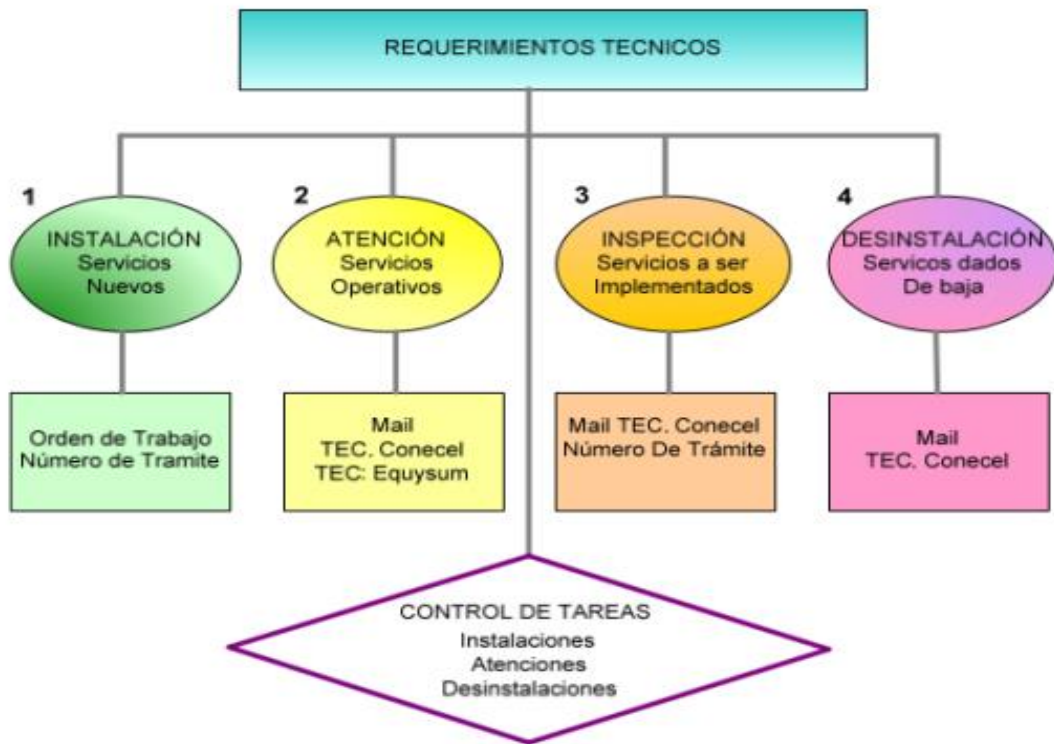 REQUERIMIENTOS TECNICOS
1
INSTALACIÓN
Servicios
Nuevos
2
ATENCIÓN
Servicios
Operativos
3
INSPECCIÓN
Servicios a ser
Implementados
4
DESINSTALACIÓN
Servicos dados
De baja
Orden de Trabajo
Número de Tramite
Mail
TEC. Conecel
TEC: Equysum
Mail TEC. Conecel
Número De Trámite
Mail
TEC. Conecel
CONTROL DE TAREAS
Instalaciones
Atenciones
Desinstalaciones